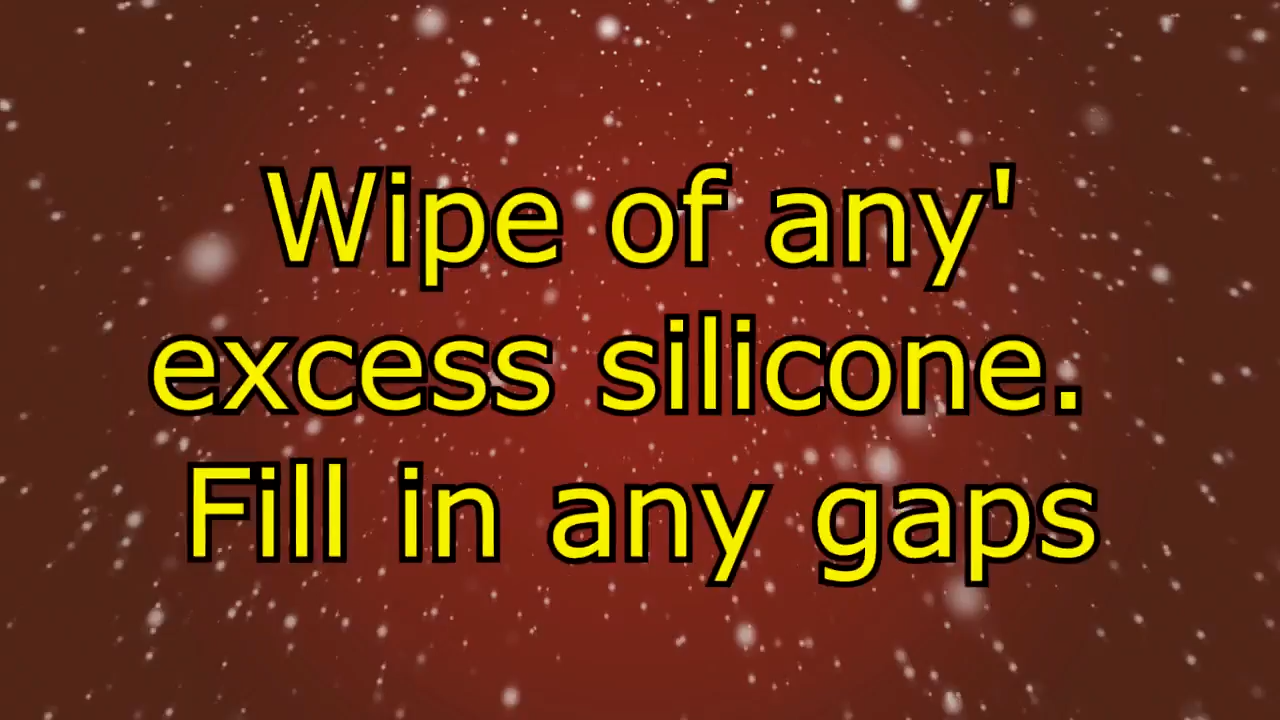 Wipe of any'
excess silicone.
Fill in any gaps